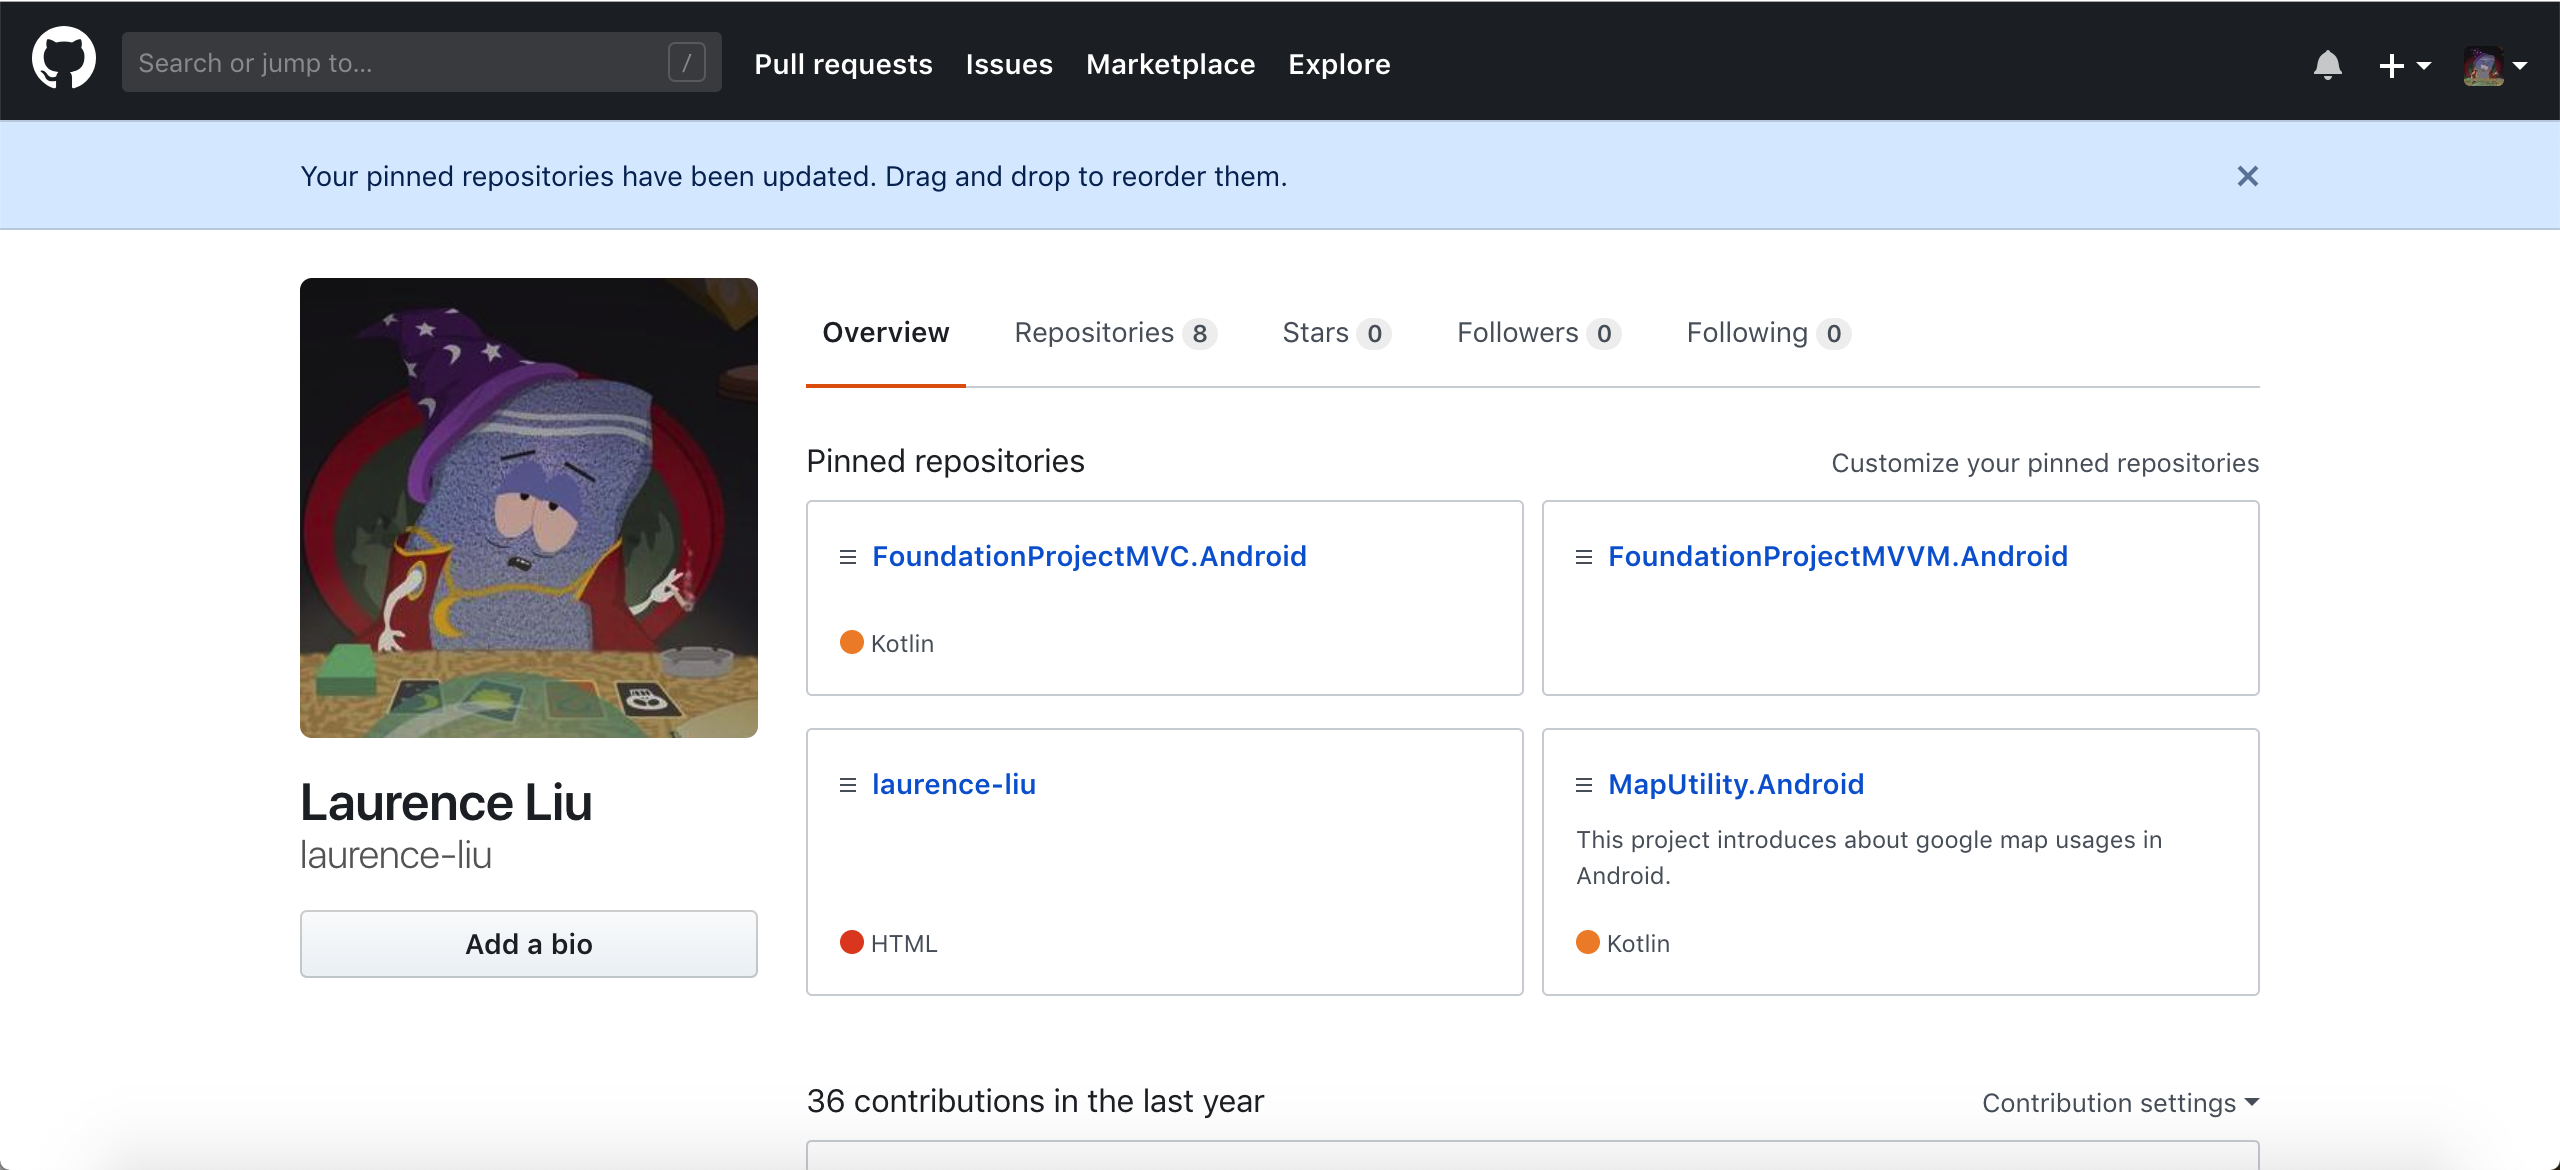 Search or jump to...
/
Pull requests Issues Marketplace Explore
Your pinned repositories have been updated. Drag and drop to reorder them.
Overview Repositories 8 Stars 0 Followers 0 Following 0
Pinned repositories
Customize your pinned repositories
FoundationProjectMVC.Android
Kotlin
FoundationProjectMVVM.Android
laurence-liu
HTML
MapUtility.Android
This project introduces about google map usages in
Android.
Kotlin
Laurence Liu
laurence-liu
Add a bio
36 contributions in the last year
Contribution settings